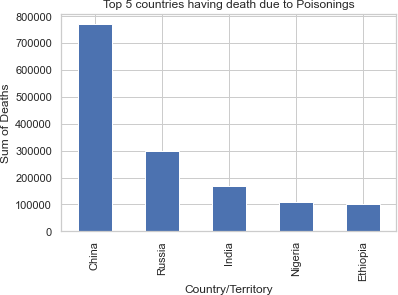 Top 5 countries having death due to Poisonings
Sum of Deaths
800000
700000
600000
500000
400000
300000
200000
100000
0
China
Russia
India
Nigeria
Ethiopia
Country/Territory